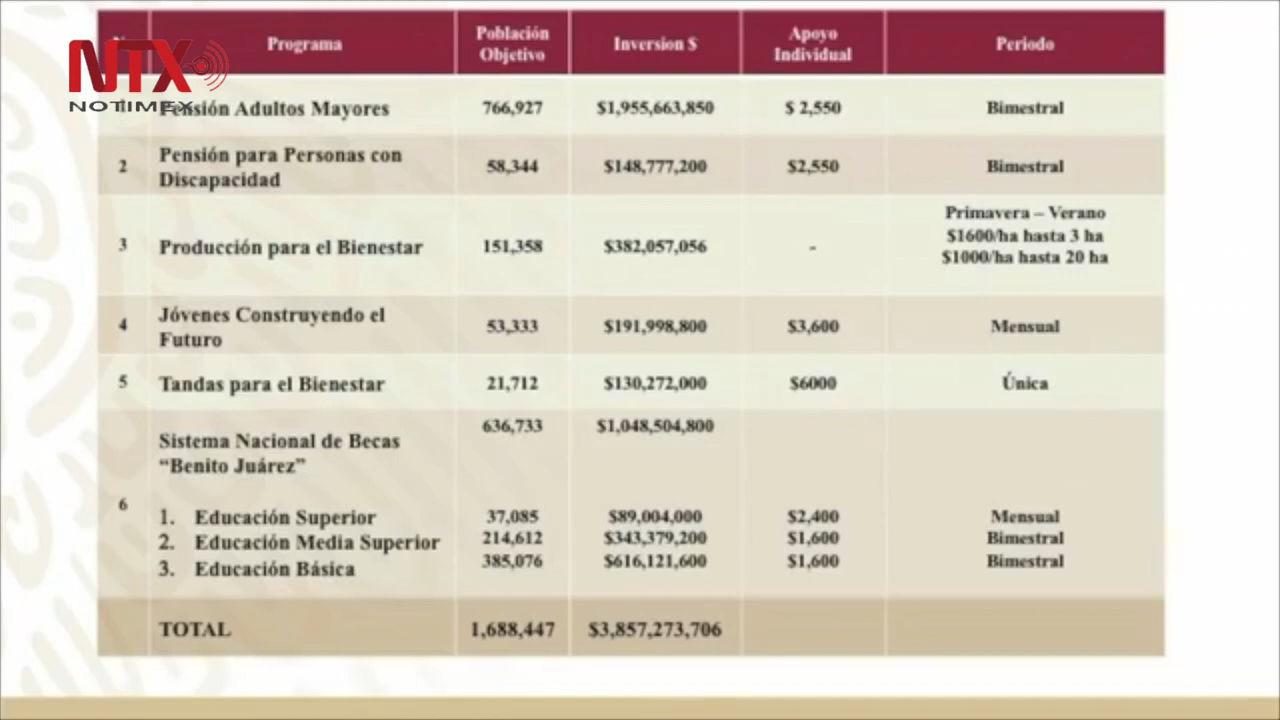 NTX
NOTIMEX
Programa
Población Objetivo
Inversion $
Apoyo Individual
Periodo
1 Pensión Adultos Mayores 766,927 $1,955,663,850 $ 2,550 Bimestral
2 Pensión para Personas con Discapacidad 58,344 $148,777,200 $2,550 Bimestral
3 Producción para el Bienestar 151,358 $382,057,056 -
Primavera – Verano
$1600/ha hasta 3 ha
$1000/ha hasta 20 ha
4 Jóvenes Construyendo el Futuro 53,333 $191,998,800 $3,600 Mensual
5 Tandas para el Bienestar 21,712 $130,272,000 $6000 Única
6 Sistema Nacional de Becas
“Benito Juárez”
636,733 $1,048,504,800
1. Educación Superior 37,085 $89,004,000 $2,400 Mensual
2. Educación Media Superior 214,612 $343,379,200 $1,600 Bimestral
3. Educación Básica 385,076 $616,121,600 $1,600 Bimestral
TOTAL 1,688,447 $3,857,273,706